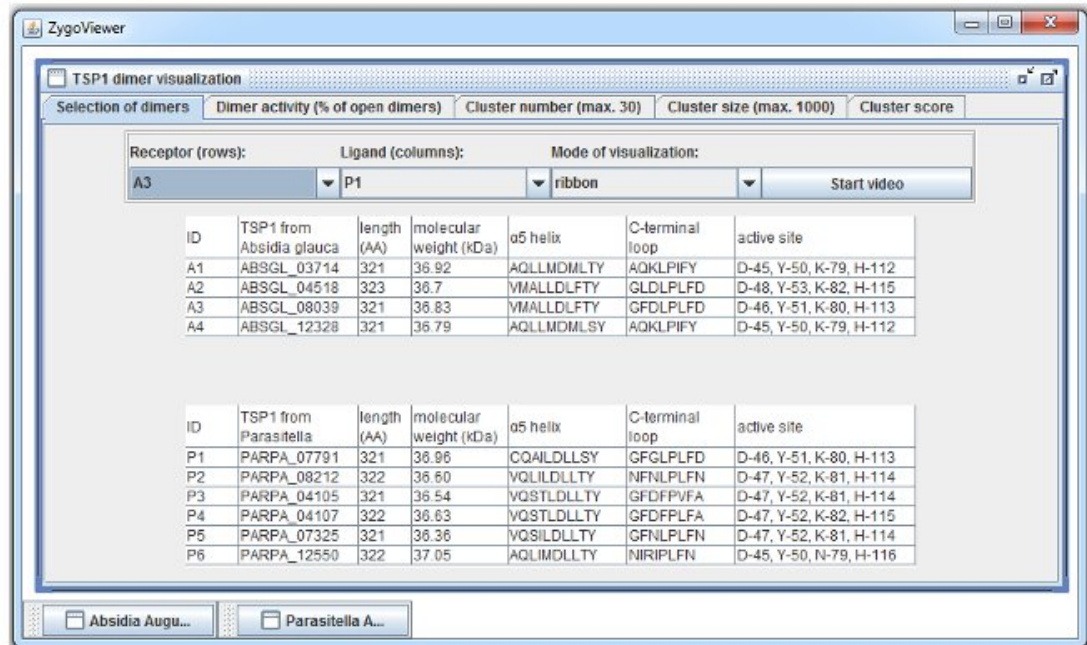 ZygoViewer
TSP1 dimer visualization
Selection of dimers Dimer activity (% of open dimers) Cluster number (max. 30) Cluster size (max. 1000) Cluster score
Receptor (rows): Ligand (columns): Mode of visualization:
A3 P1 ribbon Start video
ID TSP1 from Absidia glauca length (AA) molecular weight (kDa) α5 helix C-terminal loop active site
A1 ABSGL_03714 321 36.92 AQLLMDMLTY AQKLPIFY D-45, Y-50, K-79, H-112
A2 ABSGL_04518 323 36.7 VMALLDLFTY GLDLPLFD D-48, Y-53, K-82, H-115
A3 ABSGL_08039 321 36.83 VMALLDLFTY GFDLPLFD D-46, Y-51, K-80, H-113
A4 ABSGL_12328 321 36.79 AQLLMDMLSY AQKLPIFY D-45, Y-50, K-79, H-112
ID TSP1 from Parasitella length (AA) molecular weight (kDa) α5 helix C-terminal loop active site
P1 PARPA_07791 321 36.96 CQAILDLLSY GFGLPLFD D-46, Y-51, K-80, H-113
P2 PARPA_08212 322 36.60 VQLILDLLTY NFNLPLFN D-47, Y-52, K-81, H-114
P3 PARPA_04105 321 36.54 VQSTLDLLTY GFDFPVFA D-47, Y-52, K-81, H-114
P4 PARPA_04107 322 36.63 VQSTLDLLTY GFDFPLFA D-47, Y-52, K-82, H-115
P5 PARPA_07325 321 36.36 VQSILDLLTY GFNLPLFN D-47, Y-52, K-81, H-114
P6 PARPA_12550 322 37.05 AQLIMDLLTY NIRIPLFN D-45, Y-50, N-79, H-116
Absidia Augu... Parasitella A...